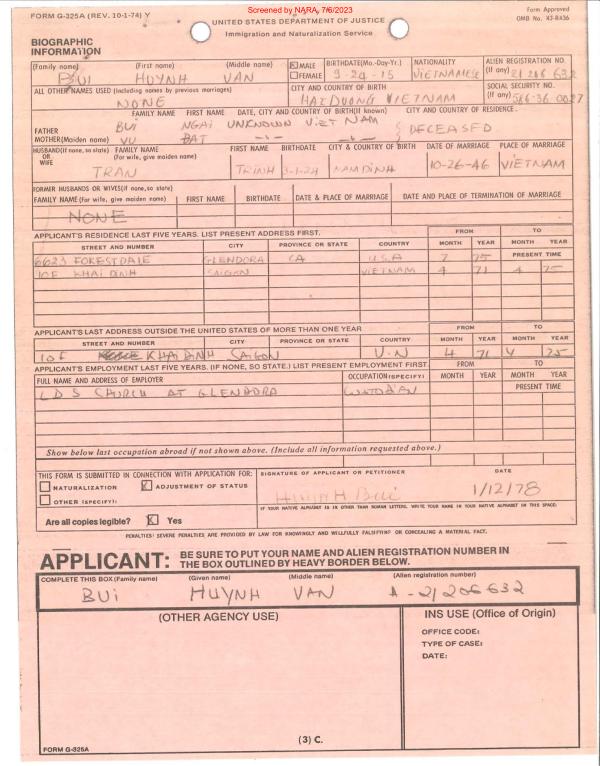 Screened by NARA, 7/6/2023
FORM G-325A (REV. 10-1-74) Y
UNITED STATES DEPARTMENT OF JUSTICE
Form Approved
OMB No. 43-RA36
Immigration and Naturalization Service
BIOGRAPHIC INFORMATION
(Family name) (First name) (Middle name) MALE BIRTHDATE(Mo.-Day-Yr.) NATIONALITY ALIEN REGISTRATION NO.
BUI HUYNH VAN FEMALE 9-24-15 VIETNAMESE (If any) 21 206 632
ALL OTHER NAMES USED (Including names by previous marriages) CITY AND COUNTRY OF BIRTH SOCIAL SECURITY NO.
NONE HAIDUONG VIETNAM (If any)
FAMILY NAME FIRST NAME DATE, CITY AND COUNTRY OF BIRTH(If known) CITY AND COUNTRY OF RESIDENCE.
FATHER BUI NGAI UNKNOWN VIET NAM DECEASED
MOTHER(Maiden name) VU BAT -"- -"-
HUSBAND(If none, so state) OR WIFE FAMILY NAME (For wife, give maiden name) FIRST NAME BIRTHDATE CITY & COUNTRY OF BIRTH DATE OF MARRIAGE PLACE OF MARRIAGE
TRAN TRINH 3-1-24 NAMDINH 10-26-46 VIETNAM
FORMER HUSBANDS OR WIVES(if none,so state)
FAMILY NAME(For wife, give maiden name) FIRST NAME BIRTHDATE DATE & PLACE OF MARRIAGE DATE AND PLACE OF TERMINATION OF MARRIAGE
NONE
APPLICANT'S RESIDENCE LAST FIVE YEARS. LIST PRESENT ADDRESS FIRST. FROM TO
STREET AND NUMBER CITY PROVINCE OR STATE COUNTRY MONTH YEAR MONTH YEAR
6623 FORESTDALE GLENDORA CA U.S.A 7 75 PRESENT TIME
10F KHAI DINH SAIGON VIETNAM 4 71 4 75
APPLICANT'S LAST ADDRESS OUTSIDE THE UNITED STATES OF MORE THAN ONE YEAR FROM TO
STREET AND NUMBER CITY PROVINCE OR STATE COUNTRY MONTH YEAR MONTH YEAR
10F KHAI DINH SAIGON V.N 4 71 4 75
APPLICANT'S EMPLOYMENT LAST FIVE YEARS. (IF NONE, SO STATE.) LIST PRESENT EMPLOYMENT FIRST FROM TO
FULL NAME AND ADDRESS OF EMPLOYER OCCUPATION(SPECIFY) MONTH YEAR MONTH YEAR
LDS CHURCH AT GLENDORA CUSTODIAN PRESENT TIME
Show below last occupation abroad if not shown above. (Include all information requested above.)
THIS FORM IS SUBMITTED IN CONNECTION WITH APPLICATION FOR: SIGNATURE OF APPLICANT OR PETITIONER DATE
NATURALIZATION X ADJUSTMENT OF STATUS
OTHER (SPECIFY): HUYNH BUI 1/12/78
IF YOUR NATIVE ALPHABET IS IN OTHER THAN ROMAN LETTERS, WRITE YOUR NAME IN YOUR NATIVE ALPHABET IN THIS SPACE:
Are all copies legible? X Yes
PENALTIES: SEVERE PENALTIES ARE PROVIDED BY LAW FOR KNOWINGLY AND WILLFULLY FALSIFYING OR CONCEALING A MATERIAL FACT.
APPLICANT: BE SURE TO PUT YOUR NAME AND ALIEN REGISTRATION NUMBER IN THE BOX OUTLINED BY HEAVY BORDER BELOW.
COMPLETE THIS BOX (Family name) (Given name) (Middle name) (Alien registration number)
BUI HUYNH VAN A-21206632
(OTHER AGENCY USE) INS USE (Office of Origin)
OFFICE CODE:
TYPE OF CASE:
DATE:
(3) C.
FORM G-325A